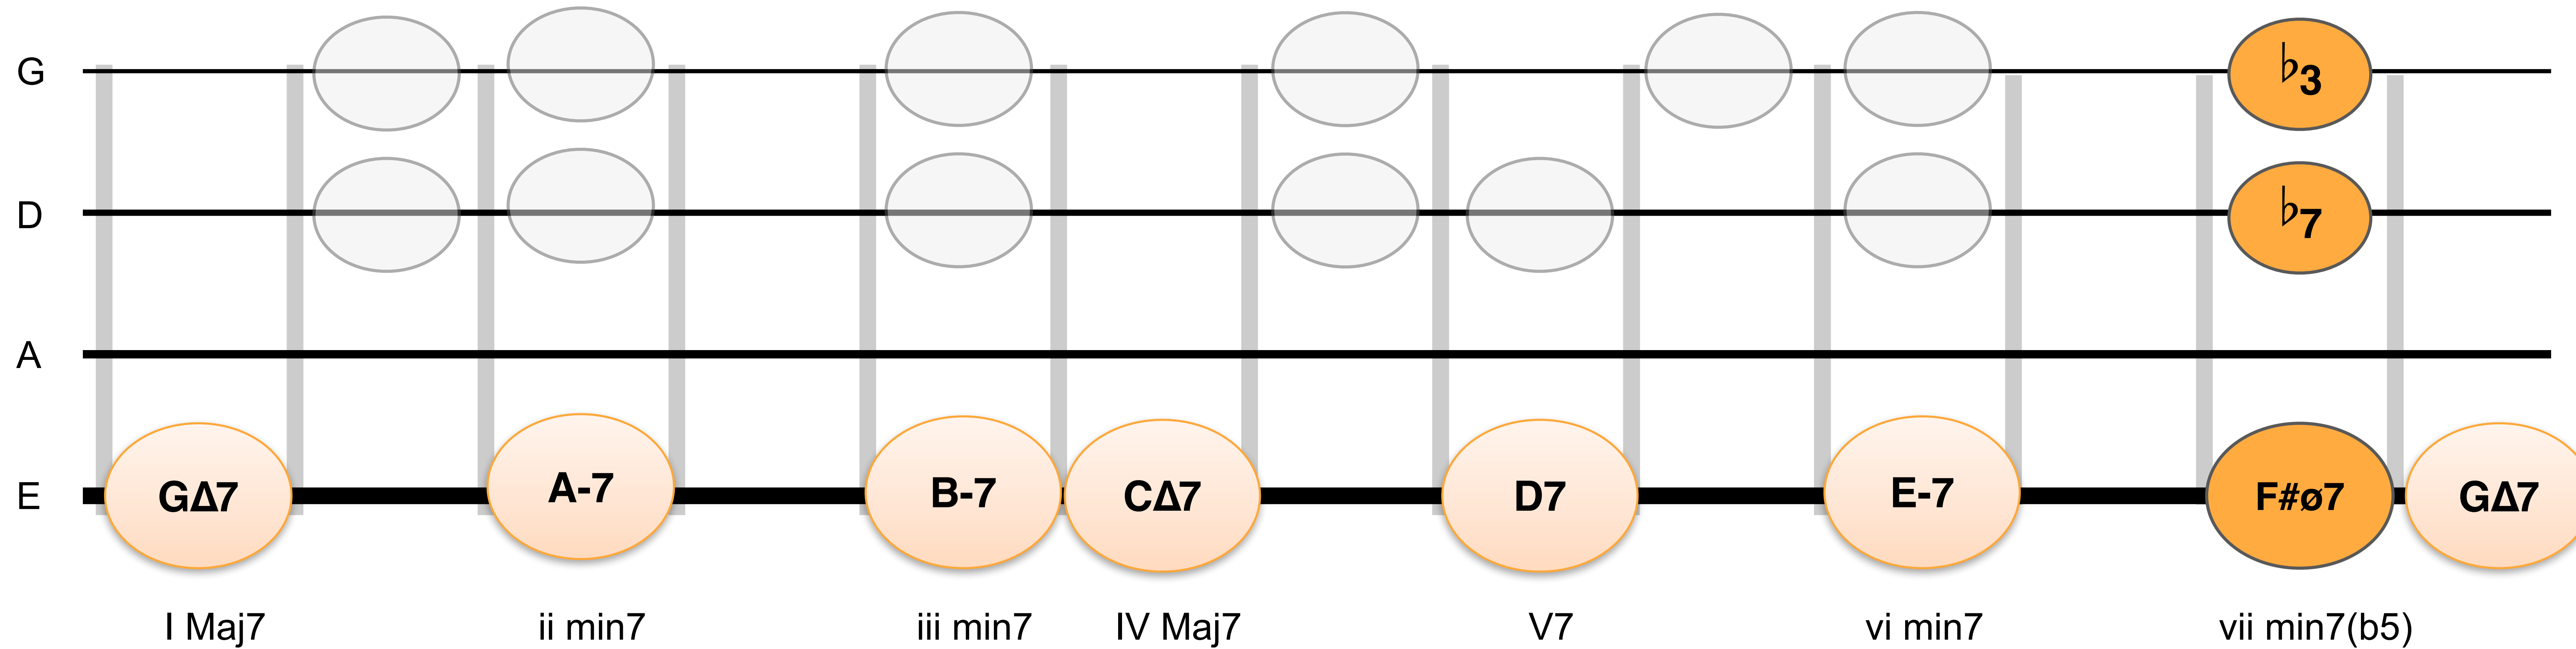 G ♭3
D ♭7
A
E GΔ7 A-7 B-7 CΔ7 D7 E-7 F#ø7 GΔ7
I Maj7 ii min7 iii min7 IV Maj7 V7 vi min7 vii min7(b5)